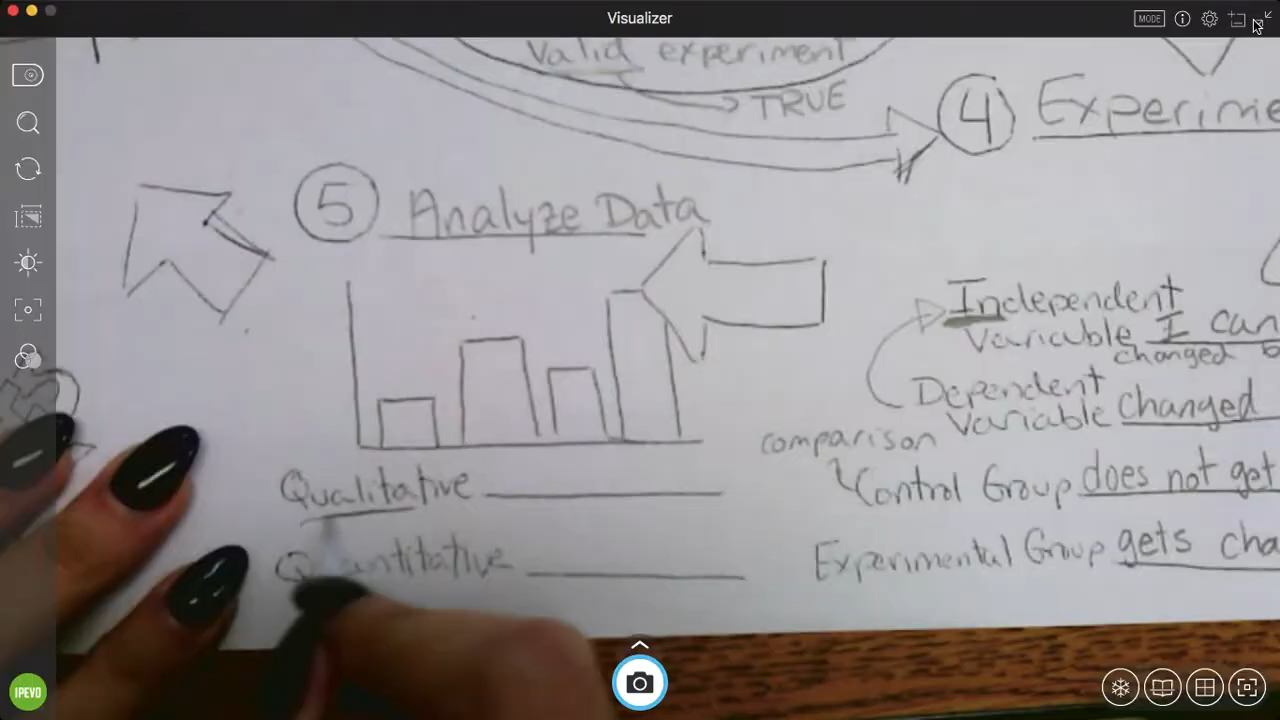 Visualizer
MODE
Valid experiment
TRUE
4 Experime
5 Analyze Data
Independent
Variable I can
changed
Dependent
Variable changed
comparison
Control Group does not get
Experimental Group gets cha
Qualitative
Quantitative
IPEVO